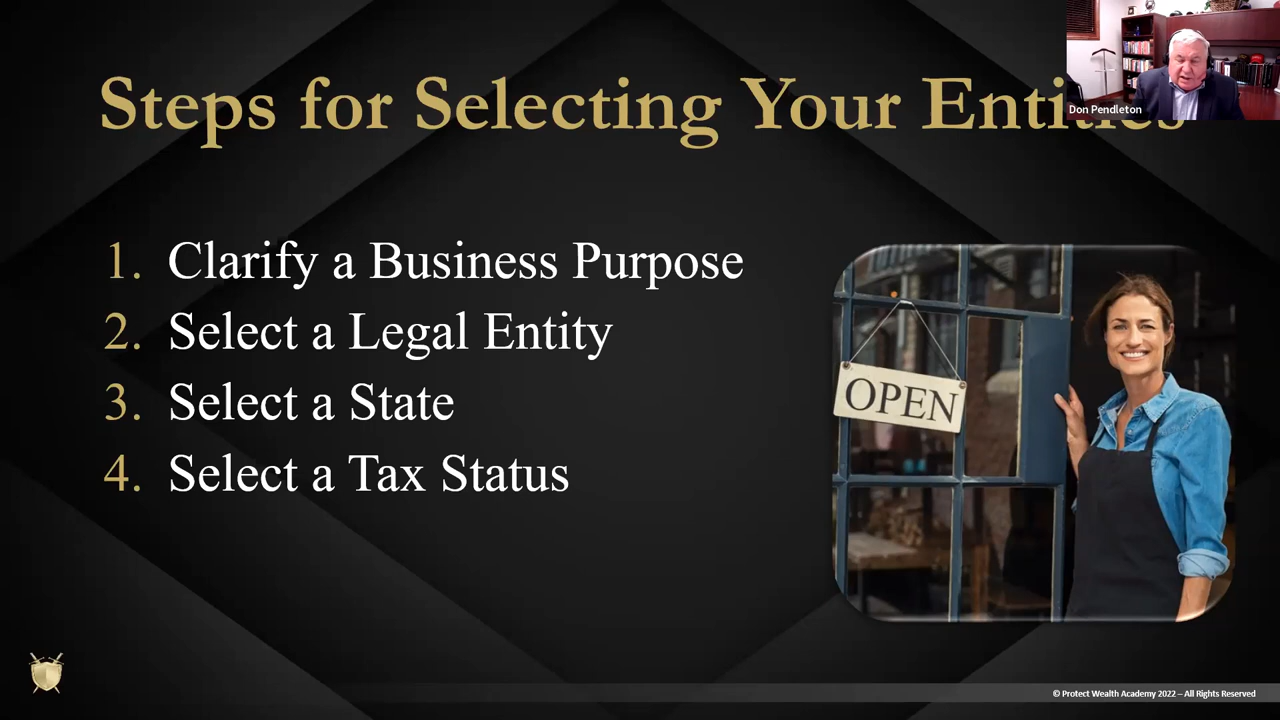 Steps for Selecting Your Entities
Don Pendleton
1. Clarify a Business Purpose
2. Select a Legal Entity
3. Select a State
4. Select a Tax Status
OPEN
© Protect Wealth Academy 2022 – All Rights Reserved